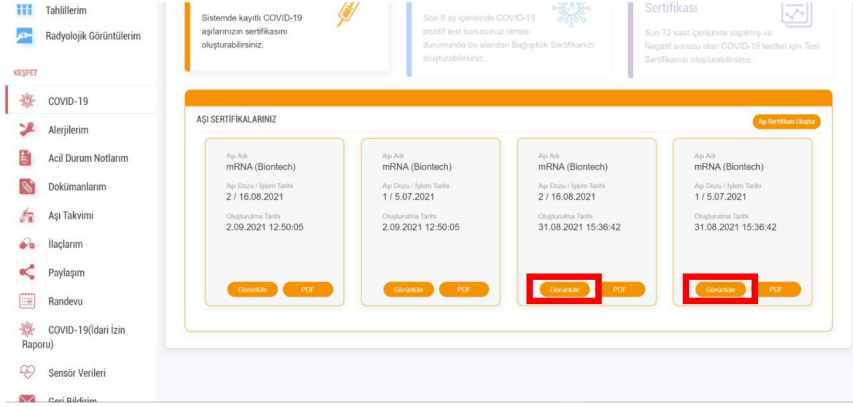 Tahlillerim
Radyolojik Görüntülerim
KEŞFET
COVID-19
Alerjilerim
Acil Durum Notlarım
Dokümanlarım
Aşı Takvimi
İlaçlarım
Paylaşım
Randevu
COVID-19(İdari İzin
Raporu)
Sensör Verileri
Geri Bildirim
Sistemde kayıtlı COVID-19
aşılarınızın sertifikasını
oluşturabilirsiniz.
Son 6 ay içerisinde COVID-19
pozitif test sonucunuz olması
durumunda bu alandan Bağışıklık Sertifikanızı
oluşturabilirsiniz.
Sertifikası
Son 72 saat içerisinde yapılmış ve
Negatif sonucu olan COVID-19 testleri için Test
Sertifikanızı oluşturabilirsiniz.
AŞI SERTİFİKALARINIZ
Aşı Sertifikası Oluştur
Aşı Adı
mRNA (Biontech)
Aşı Dozu / İşlem Tarihi
2 / 16.08.2021
Oluşturulma Tarihi
2.09.2021 12:50:05
Görüntüle
PDF
Aşı Adı
mRNA (Biontech)
Aşı Dozu / İşlem Tarihi
1 / 5.07.2021
Oluşturulma Tarihi
2.09.2021 12:50:05
Görüntüle
PDF
Aşı Adı
mRNA (Biontech)
Aşı Dozu / İşlem Tarihi
2 / 16.08.2021
Oluşturulma Tarihi
31.08.2021 15:36:42
Görüntüle
PDF
Aşı Adı
mRNA (Biontech)
Aşı Dozu / İşlem Tarihi
1 / 5.07.2021
Oluşturulma Tarihi
31.08.2021 15:36:42
Görüntüle
PDF